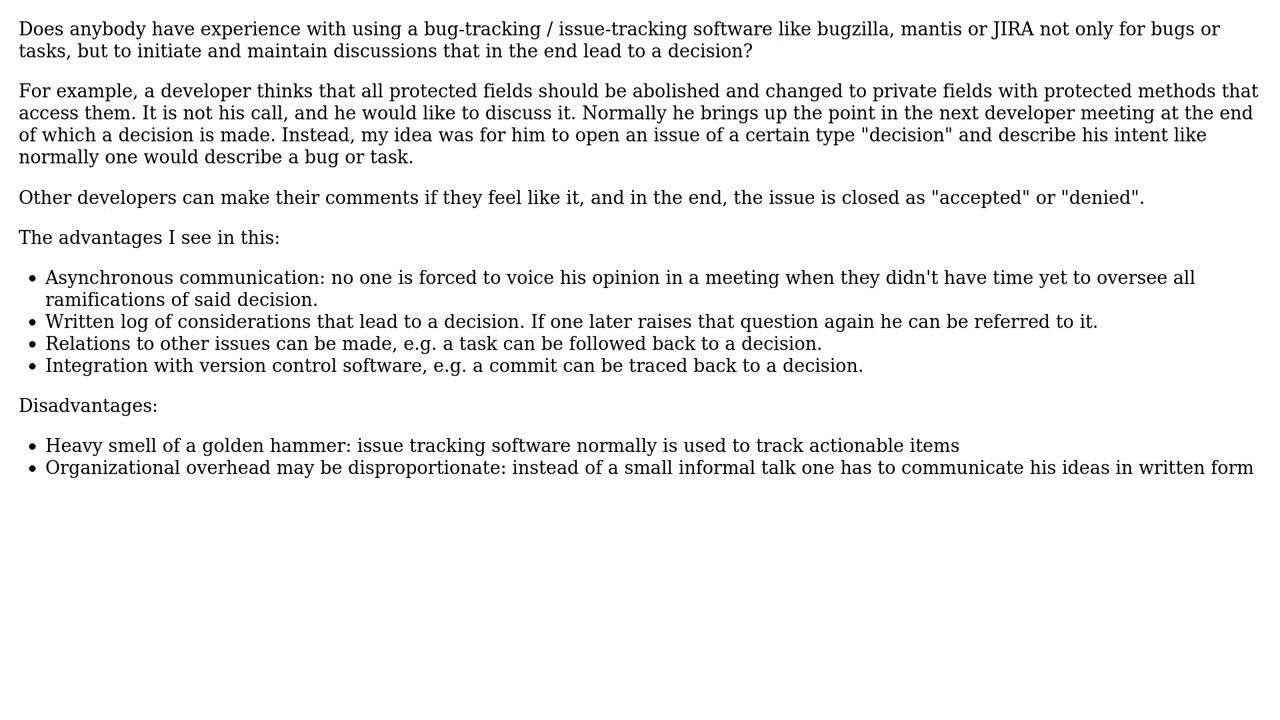 Does anybody have experience with using a bug-tracking / issue-tracking software like bugzilla, mantis or JIRA not only for bugs or
tasks, but to initiate and maintain discussions that in the end lead to a decision?
For example, a developer thinks that all protected fields should be abolished and changed to private fields with protected methods that
access them. It is not his call, and he would like to discuss it. Normally he brings up the point in the next developer meeting at the end
of which a decision is made. Instead, my idea was for him to open an issue of a certain type "decision" and describe his intent like
normally one would describe a bug or task.
Other developers can make their comments if they feel like it, and in the end, the issue is closed as "accepted" or "denied".
The advantages I see in this:
• Asynchronous communication: no one is forced to voice his opinion in a meeting when they didn't have time yet to oversee all
ramifications of said decision.
• Written log of considerations that lead to a decision. If one later raises that question again he can be referred to it.
• Relations to other issues can be made, e.g. a task can be followed back to a decision.
• Integration with version control software, e.g. a commit can be traced back to a decision.
Disadvantages:
• Heavy smell of a golden hammer: issue tracking software normally is used to track actionable items
• Organizational overhead may be disproportionate: instead of a small informal talk one has to communicate his ideas in written form